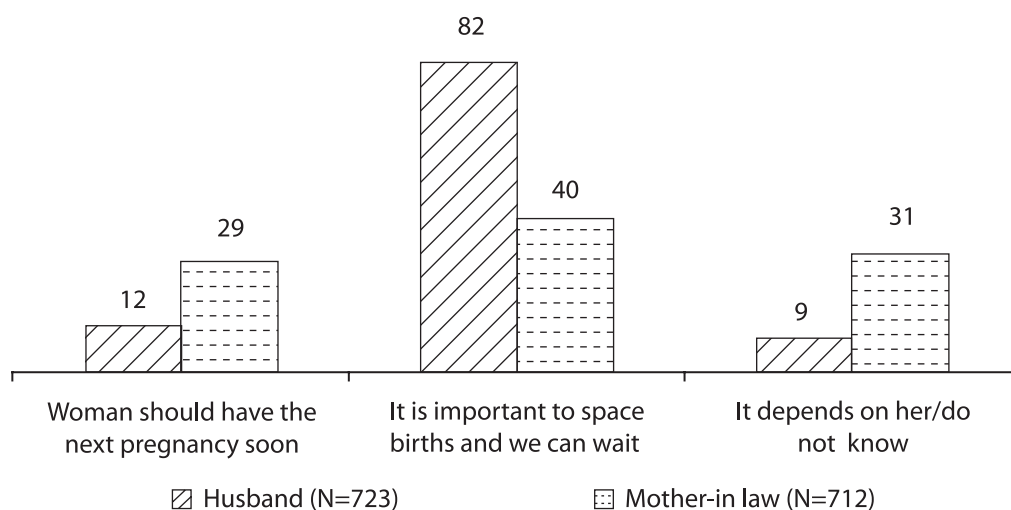 82
40
29
31
12
9
Woman should have the
next pregnancy soon
It is important to space
births and we can wait
It depends on her/do
not know
Husband (N=723)
Mother-in law (N=712)